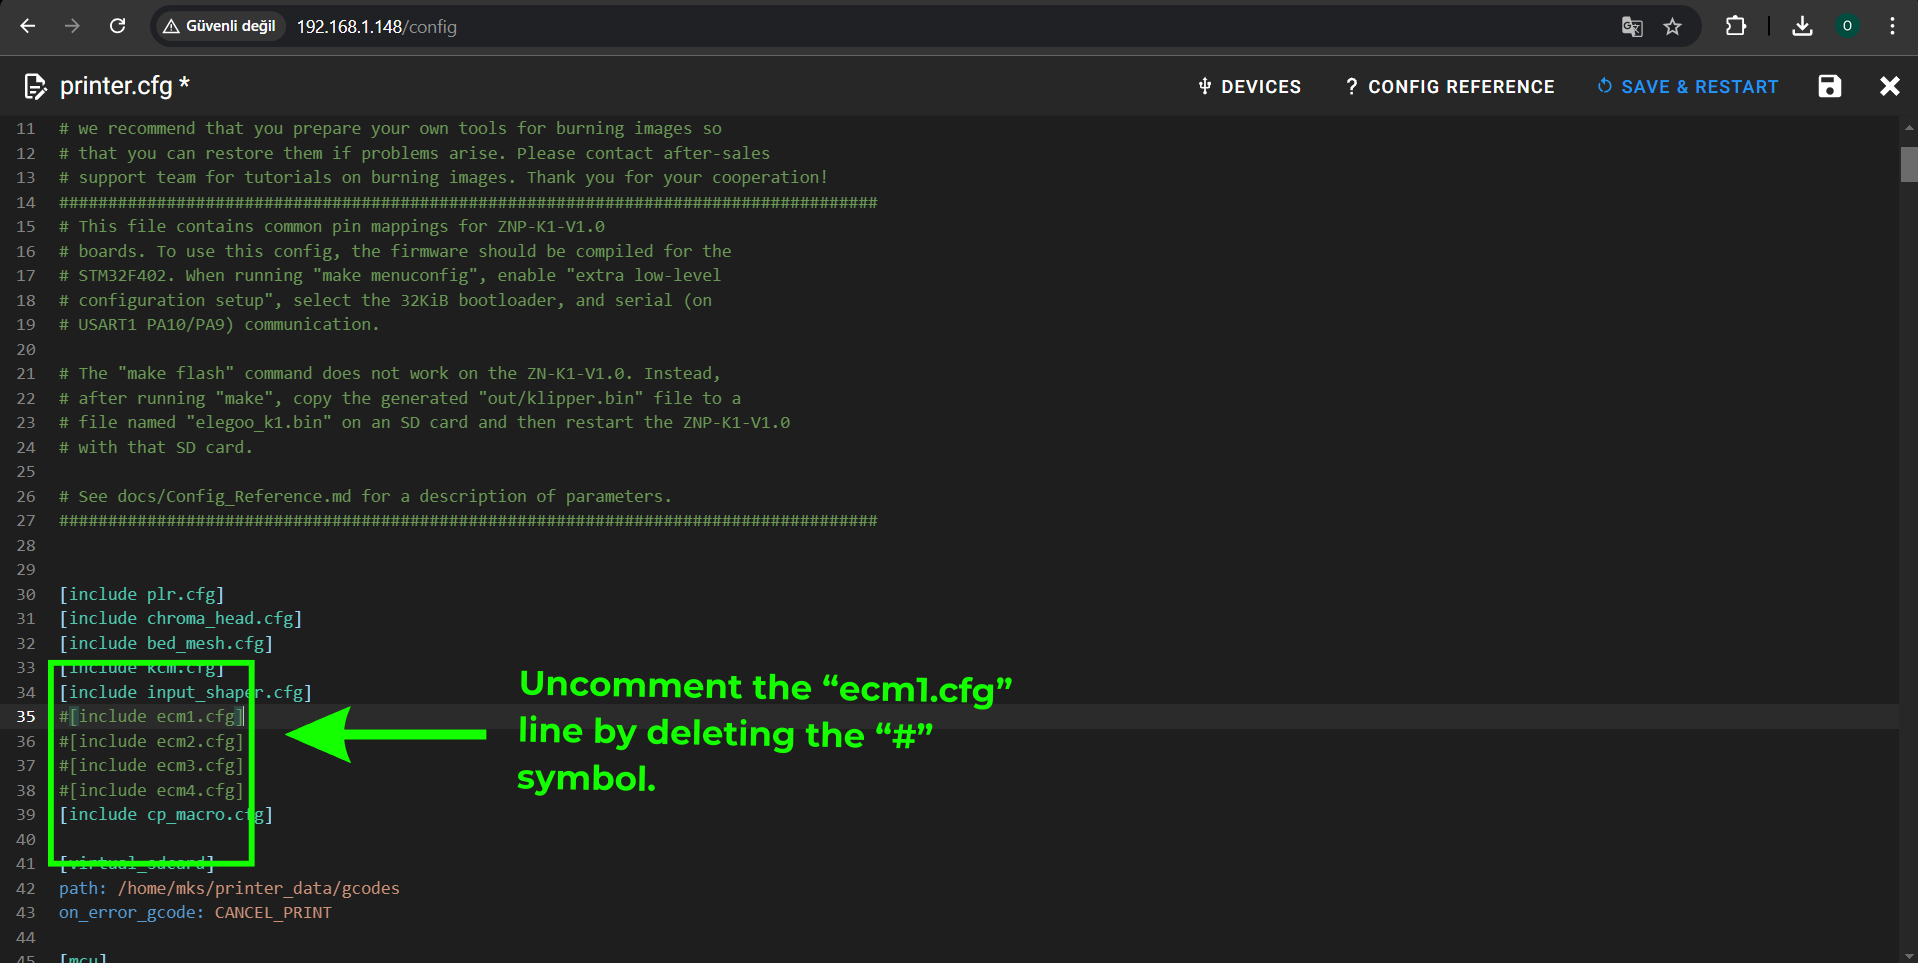 Güvenli değil 192.168.1.148/config O
printer.cfg * DEVICES ? CONFIG REFERENCE SAVE & RESTART
11 # we recommend that you prepare your own tools for burning images so
12 # that you can restore them if problems arise. Please contact after-sales
13 # support team for tutorials on burning images. Thank you for your cooperation!
14 ####################################################################################
15 # This file contains common pin mappings for ZNP-K1-V1.0
16 # boards. To use this config, the firmware should be compiled for the
17 # STM32F402. When running "make menuconfig", enable "extra low-level
18 # configuration setup", select the 32KiB bootloader, and serial (on
19 # USART1 PA10/PA9) communication.
20
21 # The "make flash" command does not work on the ZN-K1-V1.0. Instead,
22 # after running "make", copy the generated "out/klipper.bin" file to a
23 # file named "elegoo_k1.bin" on an SD card and then restart the ZNP-K1-V1.0
24 # with that SD card.
25
26 # See docs/Config_Reference.md for a description of parameters.
27 ####################################################################################
28
29
30 [include plr.cfg]
31 [include chroma_head.cfg]
32 [include bed_mesh.cfg]
33 [include kcm.cfg]
34 [include input_shaper.cfg]
35 #[include ecm1.cfg]
36 #[include ecm2.cfg]
37 #[include ecm3.cfg]
38 #[include ecm4.cfg]
39 [include cp_macro.cfg]
40
41 [virtual_sdcard]
42 path: /home/mks/printer_data/gcodes
43 on_error_gcode: CANCEL_PRINT
44
45 [mcu]
Uncomment the “ecm1.cfg”
line by deleting the “#”
symbol.